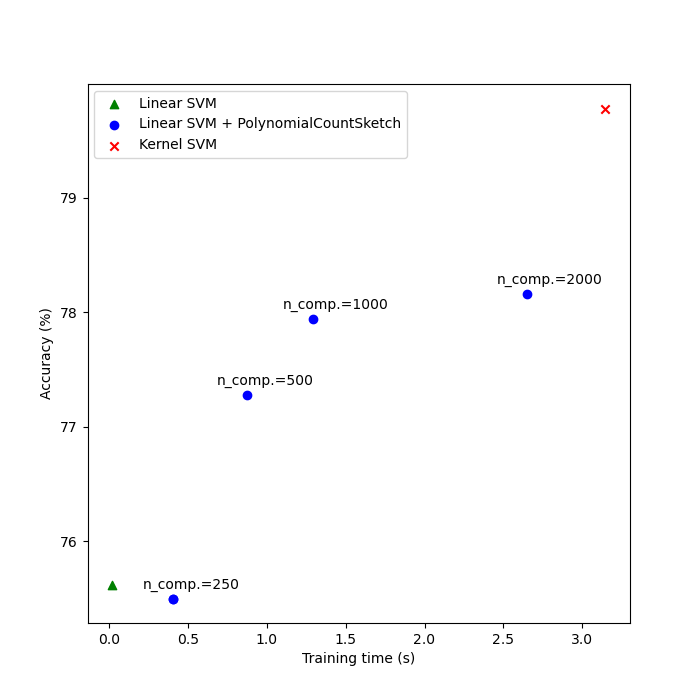 Linear SVM
Linear SVM + PolynomialCountSketch
Kernel SVM
79
78
77
76
Accuracy (%)
n_comp.=2000
n_comp.=1000
n_comp.=500
n_comp.=250
0.0 0.5 1.0 1.5 2.0 2.5 3.0
Training time (s)